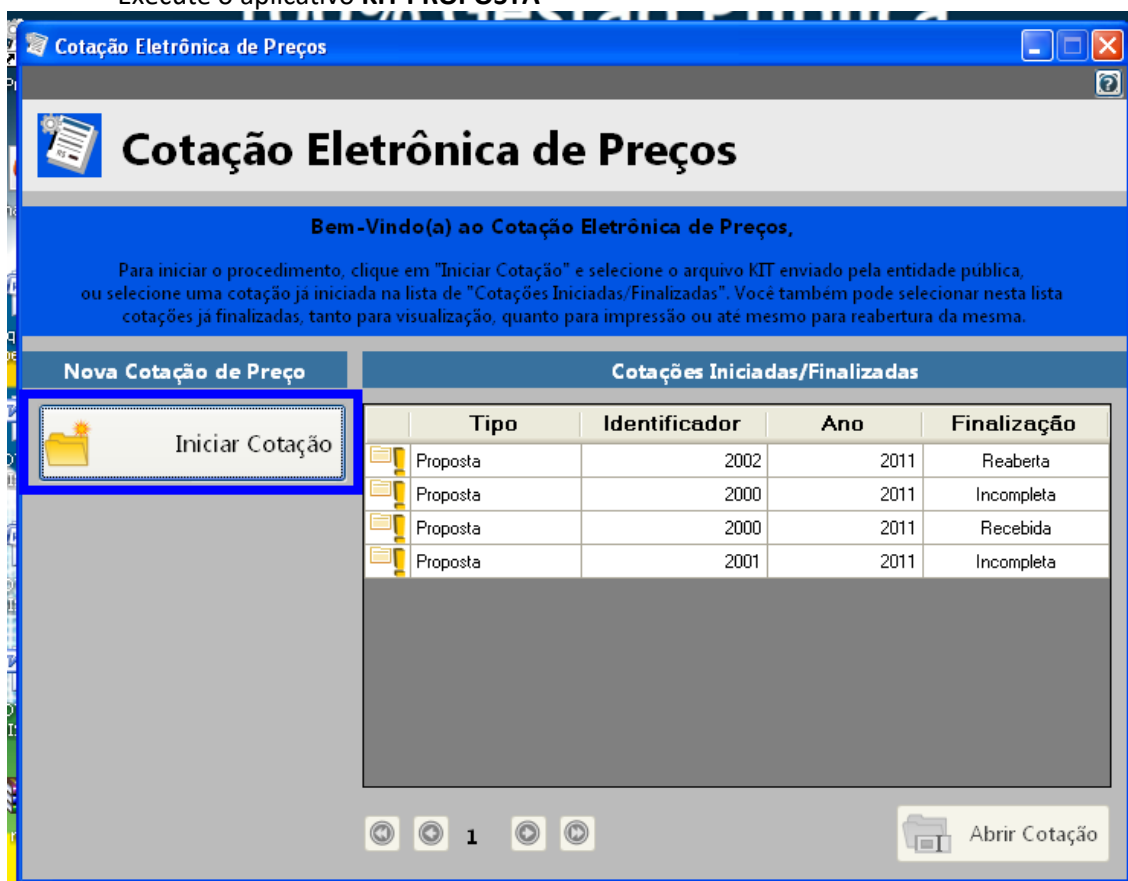 Execute o aplicativo KIT PROPOSTA
Cotação Eletrônica de Preços
Cotação Eletrônica de Preços
Bem-Vindo(a) ao Cotação Eletrônica de Preços,
Para iniciar o procedimento, clique em "Iniciar Cotação" e selecione o arquivo KIT enviado pela entidade pública,
ou selecione uma cotação já iniciada na lista de "Cotações Iniciadas/Finalizadas". Você também pode selecionar nesta lista
cotações já finalizadas, tanto para visualização, quanto para impressão ou até mesmo para reabertura da mesma.
Nova Cotação de Preço
Iniciar Cotação
Cotações Iniciadas/Finalizadas
Tipo Identificador Ano Finalização
Proposta 2002 2011 Reaberta
Proposta 2000 2011 Incompleta
Proposta 2000 2011 Recebida
Proposta 2001 2011 Incompleta
1
Abrir Cotação